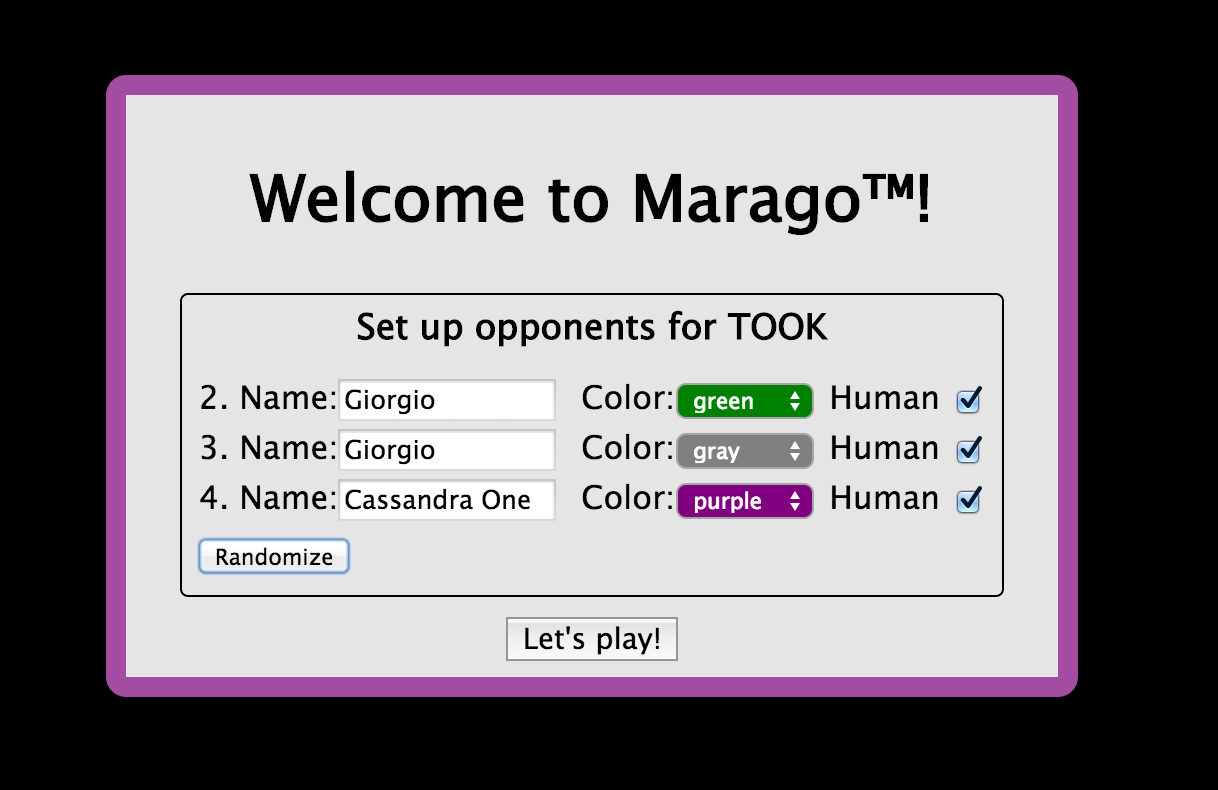 Welcome to Marago™!
Set up opponents for TOOK
2. Name: Giorgio Color: green Human
3. Name: Giorgio Color: gray Human
4. Name: Cassandra One Color: purple Human
Randomize
Let's play!